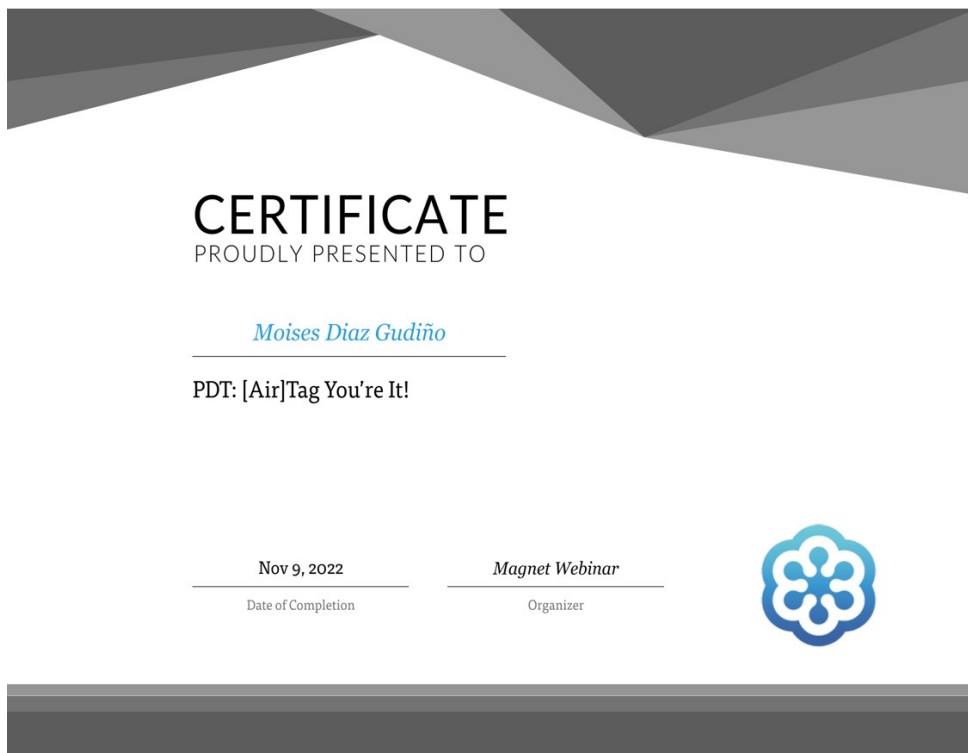 CERTIFICATE
PROUDLY PRESENTED TO
Moises Diaz Gudiño
PDT: [Air]Tag You’re It!
Nov 9, 2022
Magnet Webinar
Date of Completion
Organizer